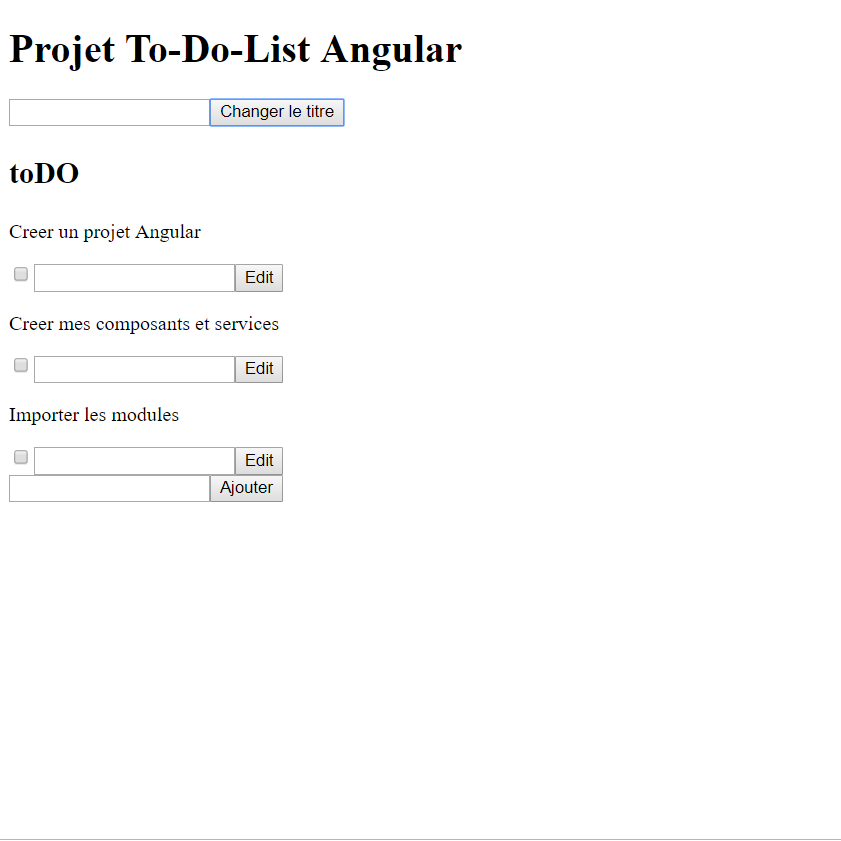 Projet To-Do-List Angular
Changer le titre
toDO
Creer un projet Angular
Edit
Creer mes composants et services
Edit
Importer les modules
Edit
Ajouter